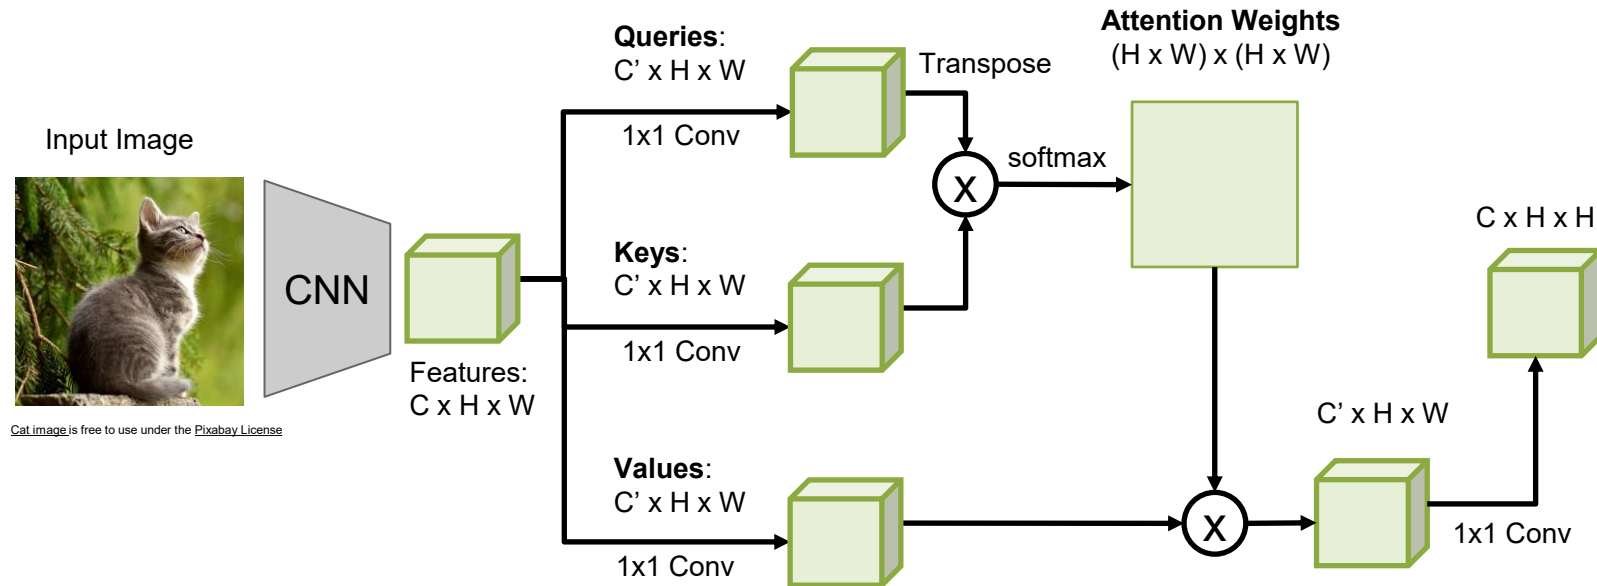 Input Image
Cat image is free to use under the Pixabay License
CNN
Features:
C x H x W
Queries:
C' x H x W
1x1 Conv
Keys:
C' x H x W
1x1 Conv
Values:
C' x H x W
1x1 Conv
Transpose
X
softmax
Attention Weights
(H x W) x (H x W)
X
C' x H x W
1x1 Conv
C x H x H